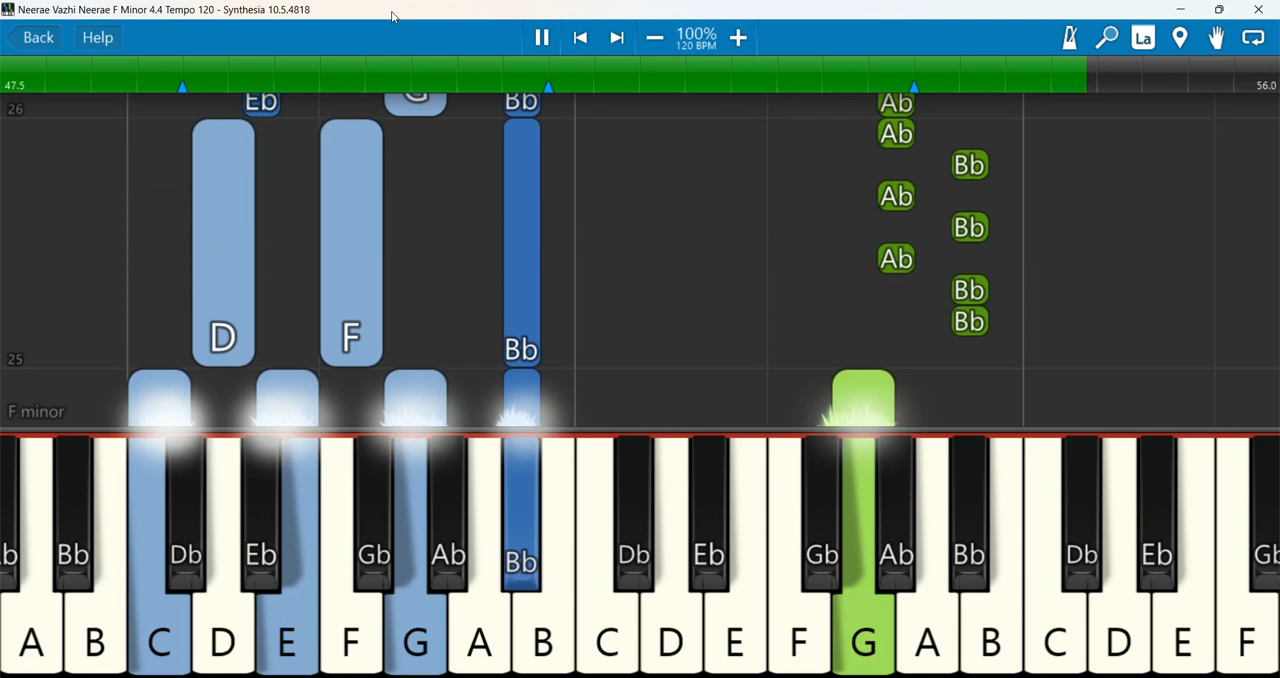 Neerae Vazhi Neerae F Minor 4.4 Tempo 120 - Synthesia 10.5.4818
Back Help 100% La
120 BPM
47.5 56.0
26 Eb G Bb Ab
Ab
Bb
Ab
Bb
Ab
Bb
Bb
D F Bb
25
F minor
Bb Db Eb Gb Ab Bb Db Eb Gb Ab Bb Db Eb
A B C D E F G A B C D E F G A B C D E F